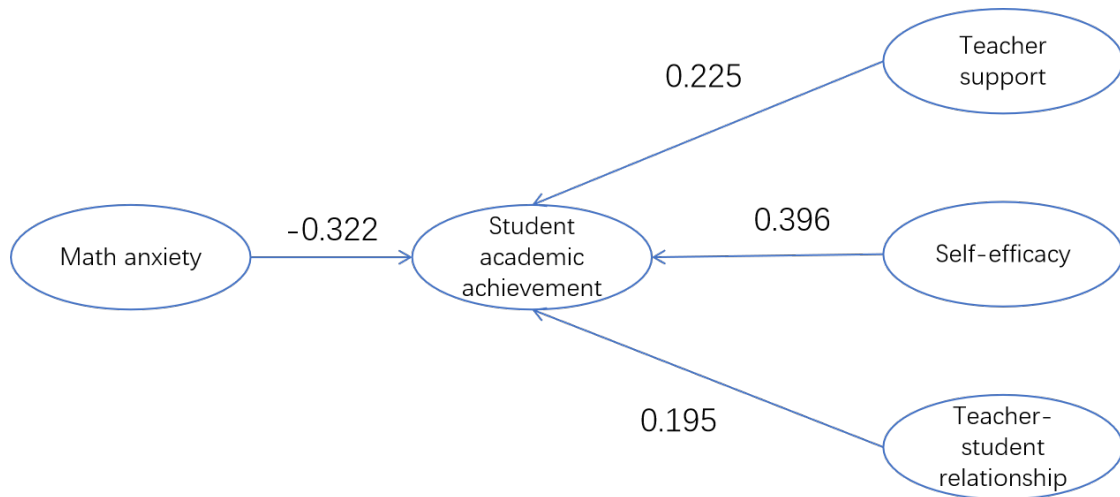 Teacher
support
0.225
-0.322
0.396
Math anxiety
Student
academic
achievement
Self-efficacy
0.195
Teacher-
student
relationship